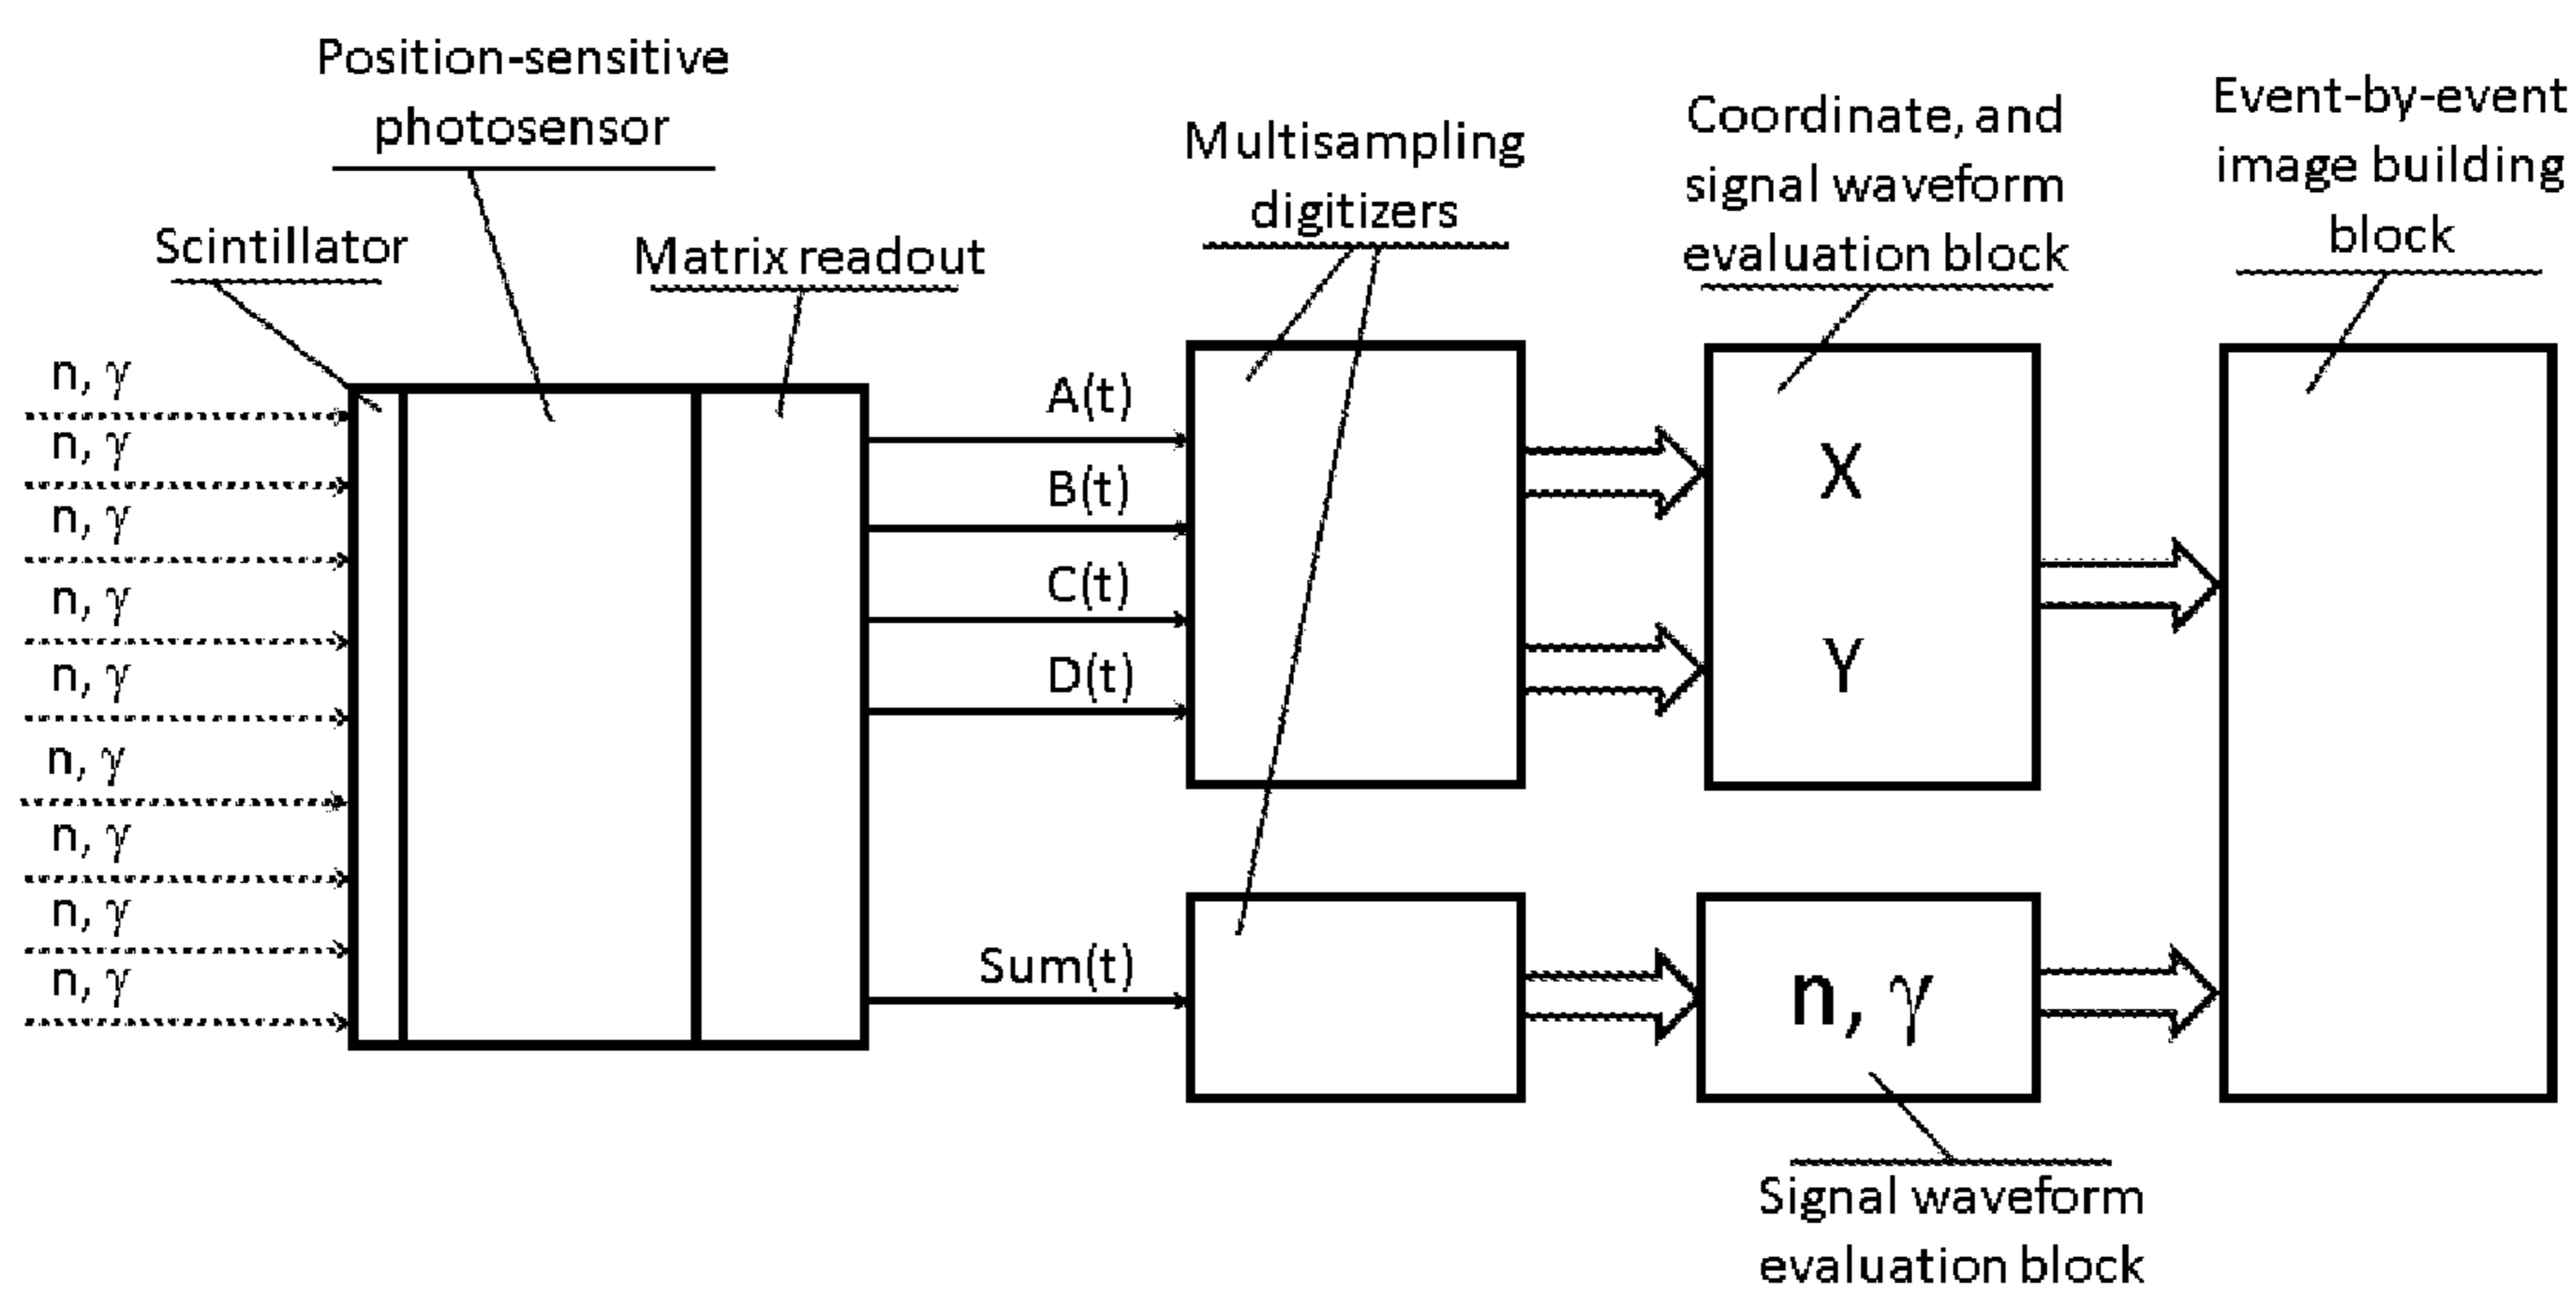 Position-sensitive
photosensor
Scintillator
Matrix readout
Multisampling
digitizers
Coordinate, and
signal waveform
evaluation block
Event-by-event
image building
block
n, γ
n, γ
n, γ
n, γ
n, γ
n, γ
n, γ
n, γ
n, γ
A(t)
B(t)
C(t)
D(t)
Sum(t)
X
Y
n, γ
Signal waveform
evaluation block